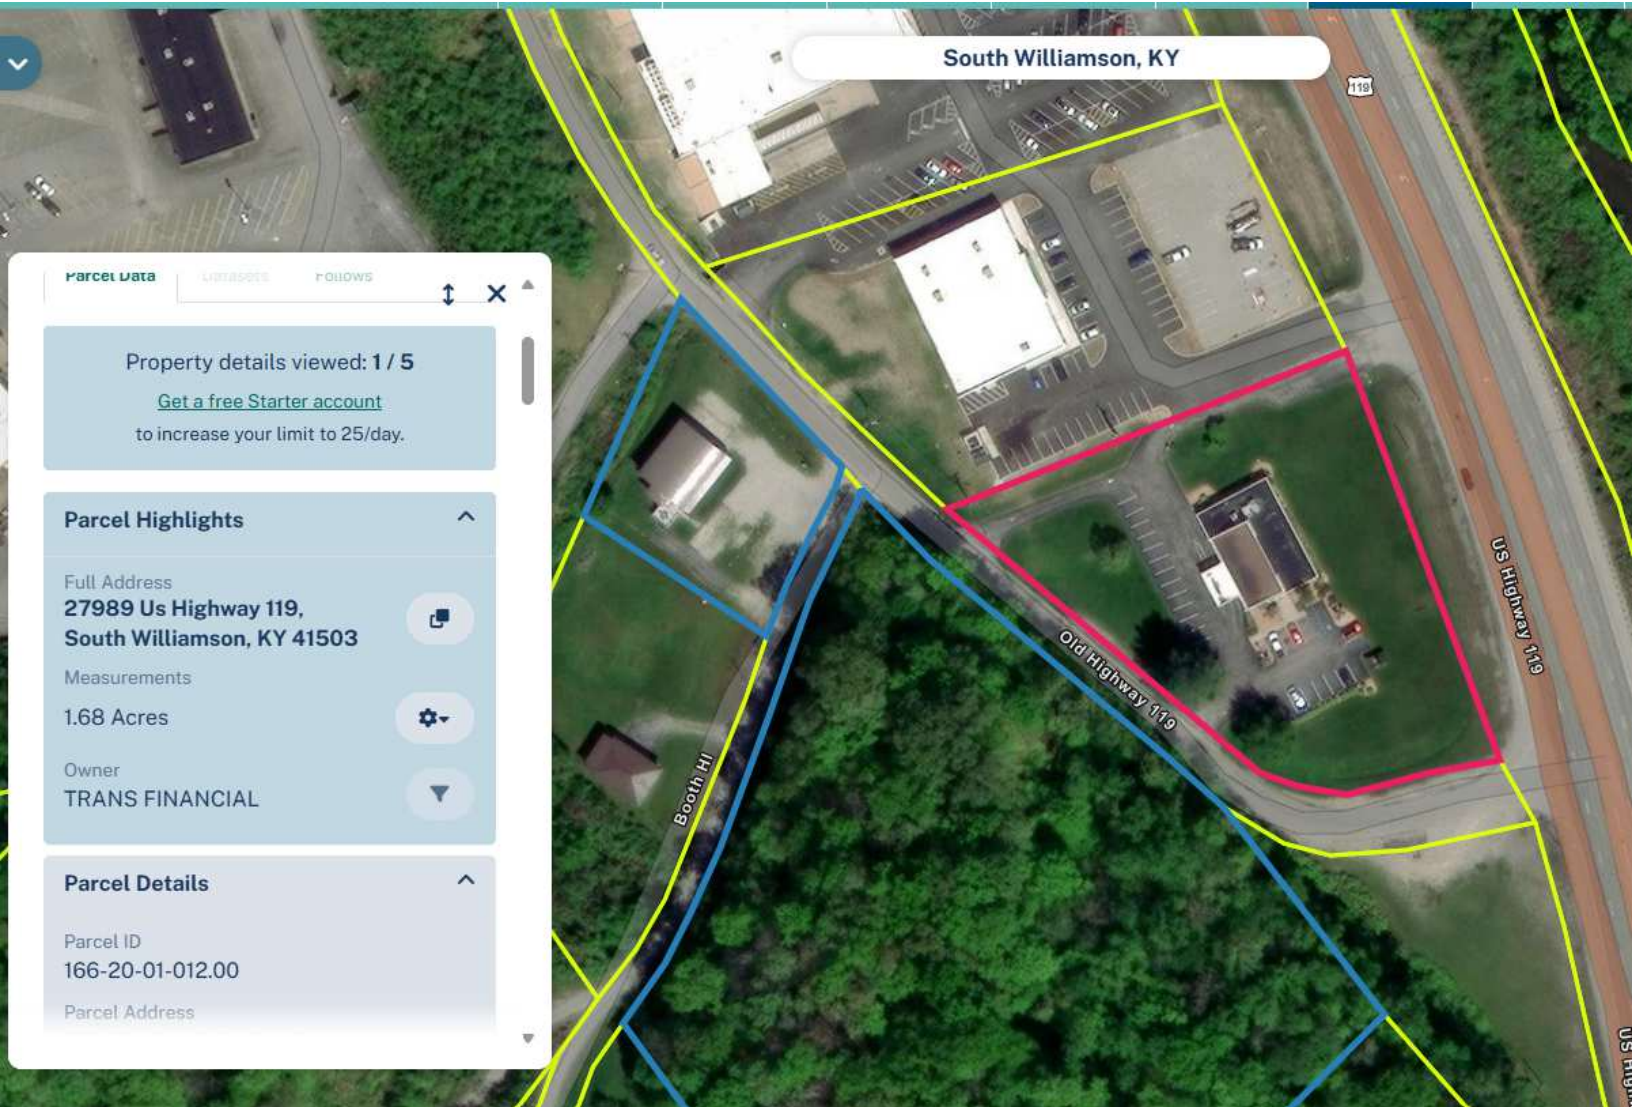 South Williamson, KY
119
Parcel Data
Datasets
Follows
Property details viewed: 1 / 5
Get a free Starter account
to increase your limit to 25/day.
Parcel Highlights
Full Address
27989 Us Highway 119,
South Williamson, KY 41503
Measurements
1.68 Acres
Owner
TRANS FINANCIAL
Parcel Details
Parcel ID
166-20-01-012.00
Parcel Address
Booth Hl
Old Highway 119
US Highway 119
US